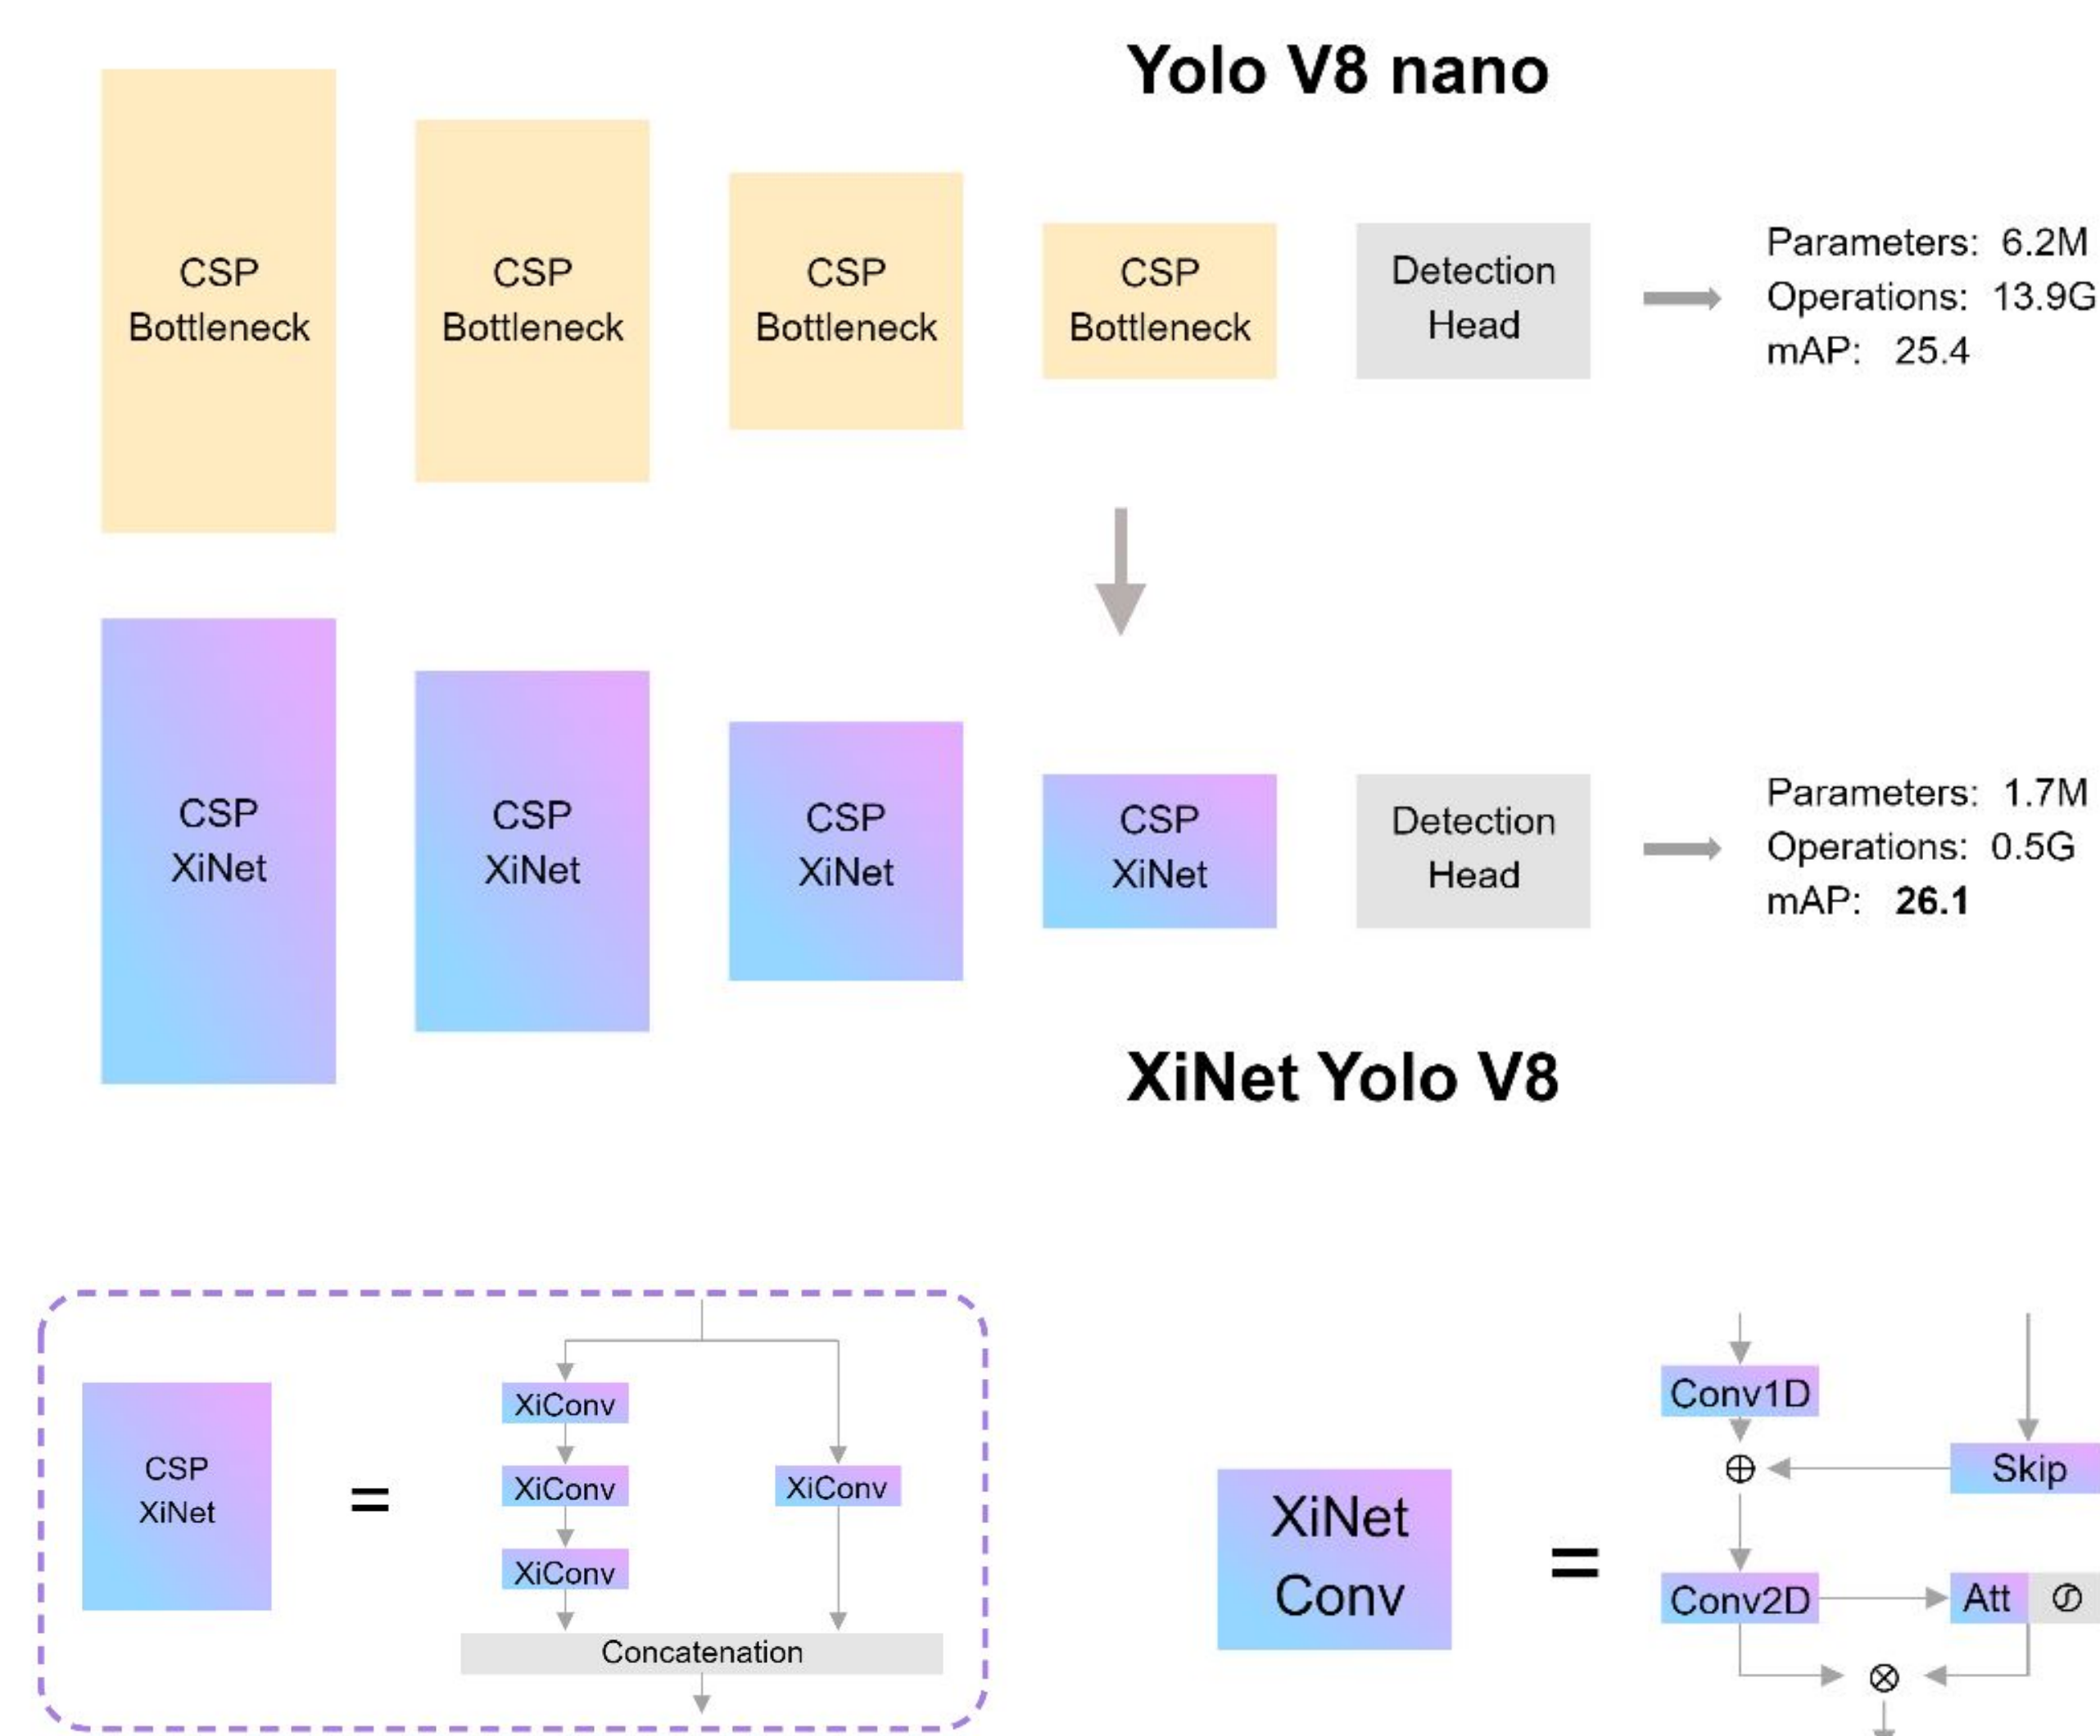 Yolo V8 nano
CSP
Bottleneck
CSP
Bottleneck
CSP
Bottleneck
CSP
Bottleneck
Detection
Head
Parameters: 6.2M
Operations: 13.9G
mAP: 25.4
CSP
XiNet
CSP
XiNet
CSP
XiNet
CSP
XiNet
Detection
Head
Parameters: 1.7M
Operations: 0.5G
mAP: 26.1
XiNet Yolo V8
CSP
XiNet
=
XiConv
XiConv
XiConv
XiConv
Concatenation
XiNet
Conv
=
Conv1D
Skip
Conv2D
Att